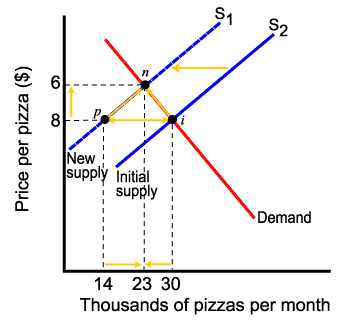 S1
S2
6
n
8
p
i
New
supply
Initial
supply
Demand
14 23 30
Price per pizza ($)
Thousands of pizzas per month